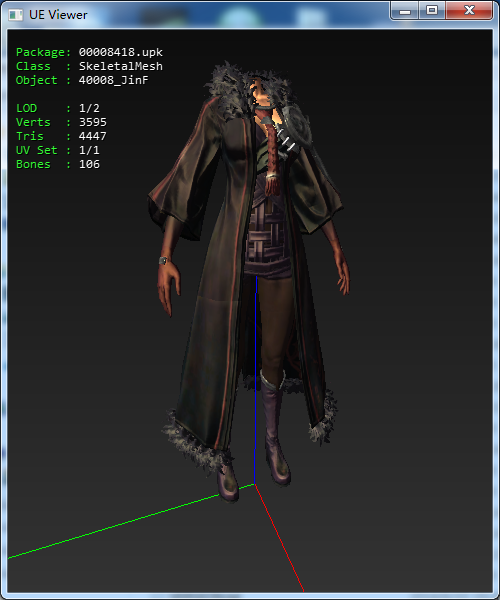 UE Viewer
Package: 00008418.upk
Class : SkeletalMesh
Object : 40008_JinF
LOD : 1/2
Verts : 3595
Tris : 4447
UV Set : 1/1
Bones : 106